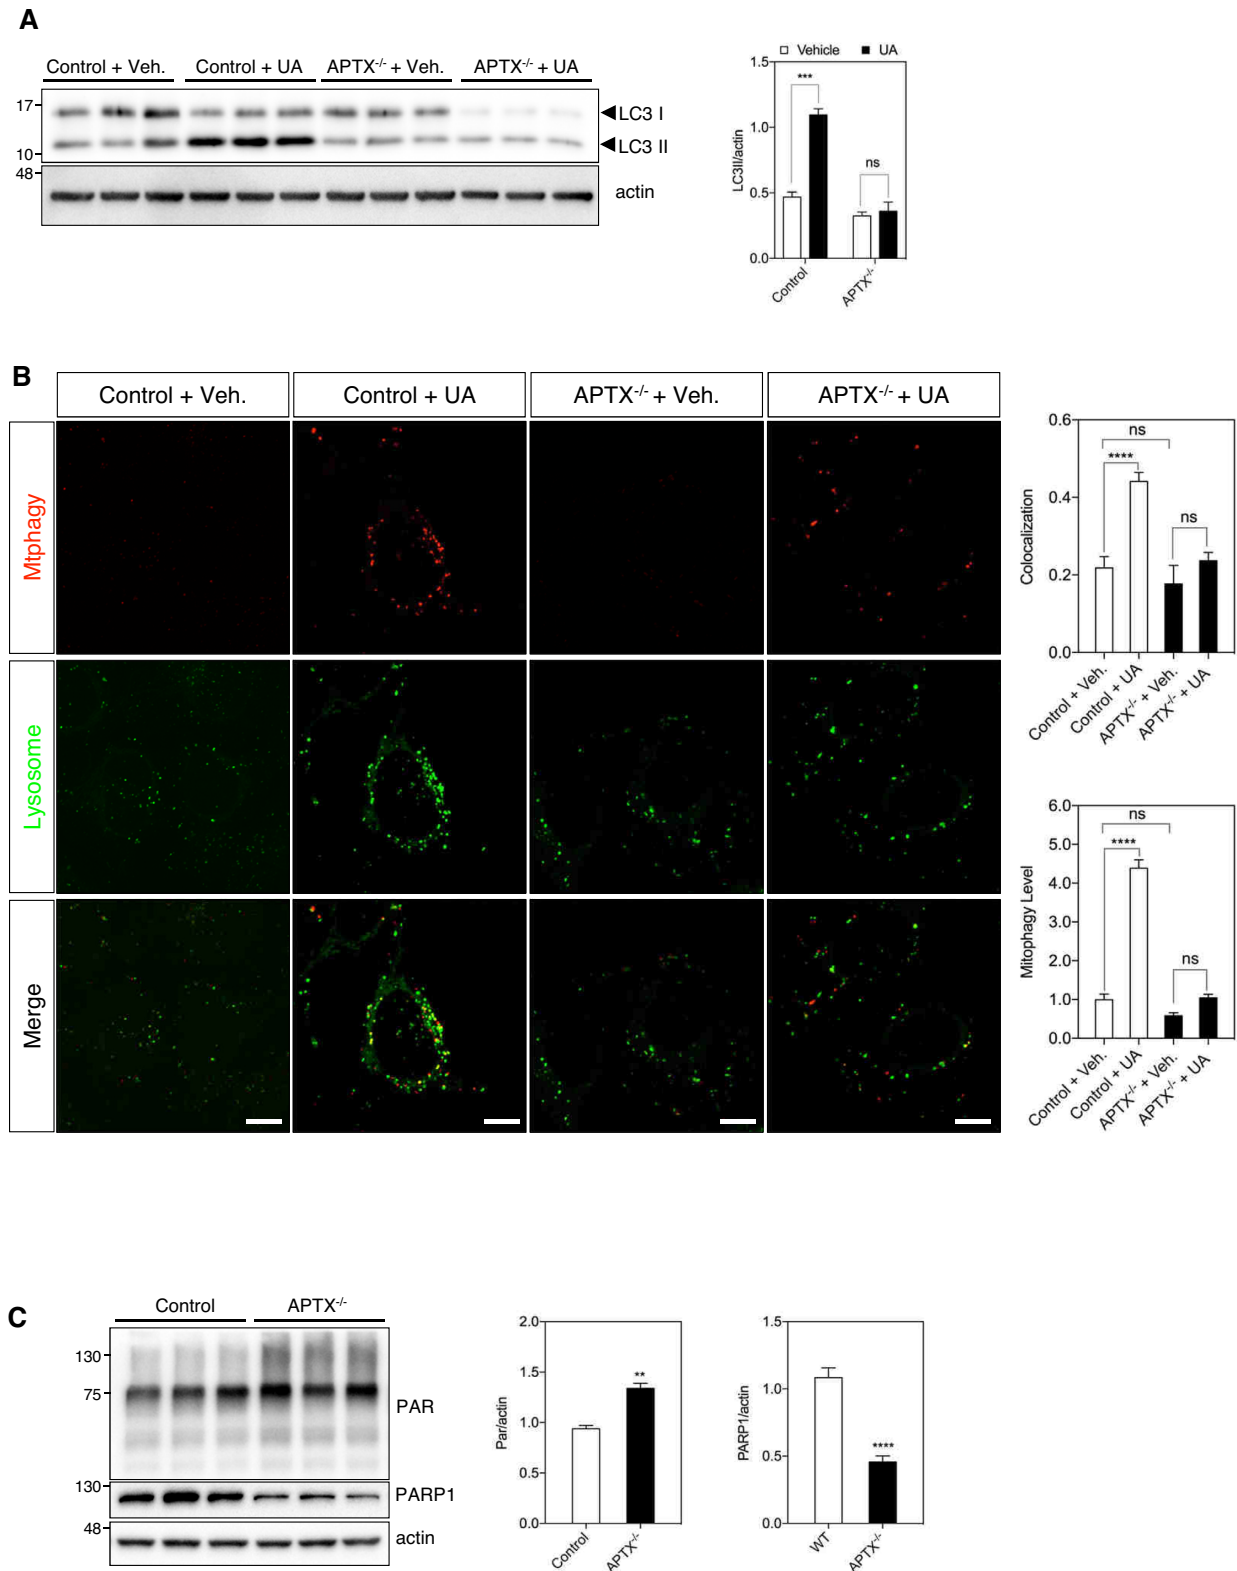 A
Control + Veh.
Control + UA
APTX-/- + Veh.
APTX-/- + UA
17
10
48
LC3 I
LC3 II
actin
Vehicle
UA
1.5
1.0
0.5
0.0
LC3II/actin
***
ns
Control
APTX-/-
B
Control + Veh.
Control + UA
APTX-/- + Veh.
APTX-/- + UA
Mtphagy
Lysosome
Merge
0.6
0.4
0.2
0.0
Colocalization
ns
****
ns
Control + Veh.
Control + UA
APTX-/- + Veh.
APTX-/- + UA
6.0
5.0
4.0
3.0
2.0
1.0
0.0
Mitophagy Level
ns
****
ns
Control + Veh.
Control + UA
APTX-/- + Veh.
APTX-/- + UA
C
Control
APTX-/-
130
75
130
48
PAR
PARP1
actin
2.0
1.5
1.0
0.5
0.0
Par/actin
**
Control
APTX-/-
1.5
1.0
0.5
0.0
PARP1/actin
****
WT
APTX-/-